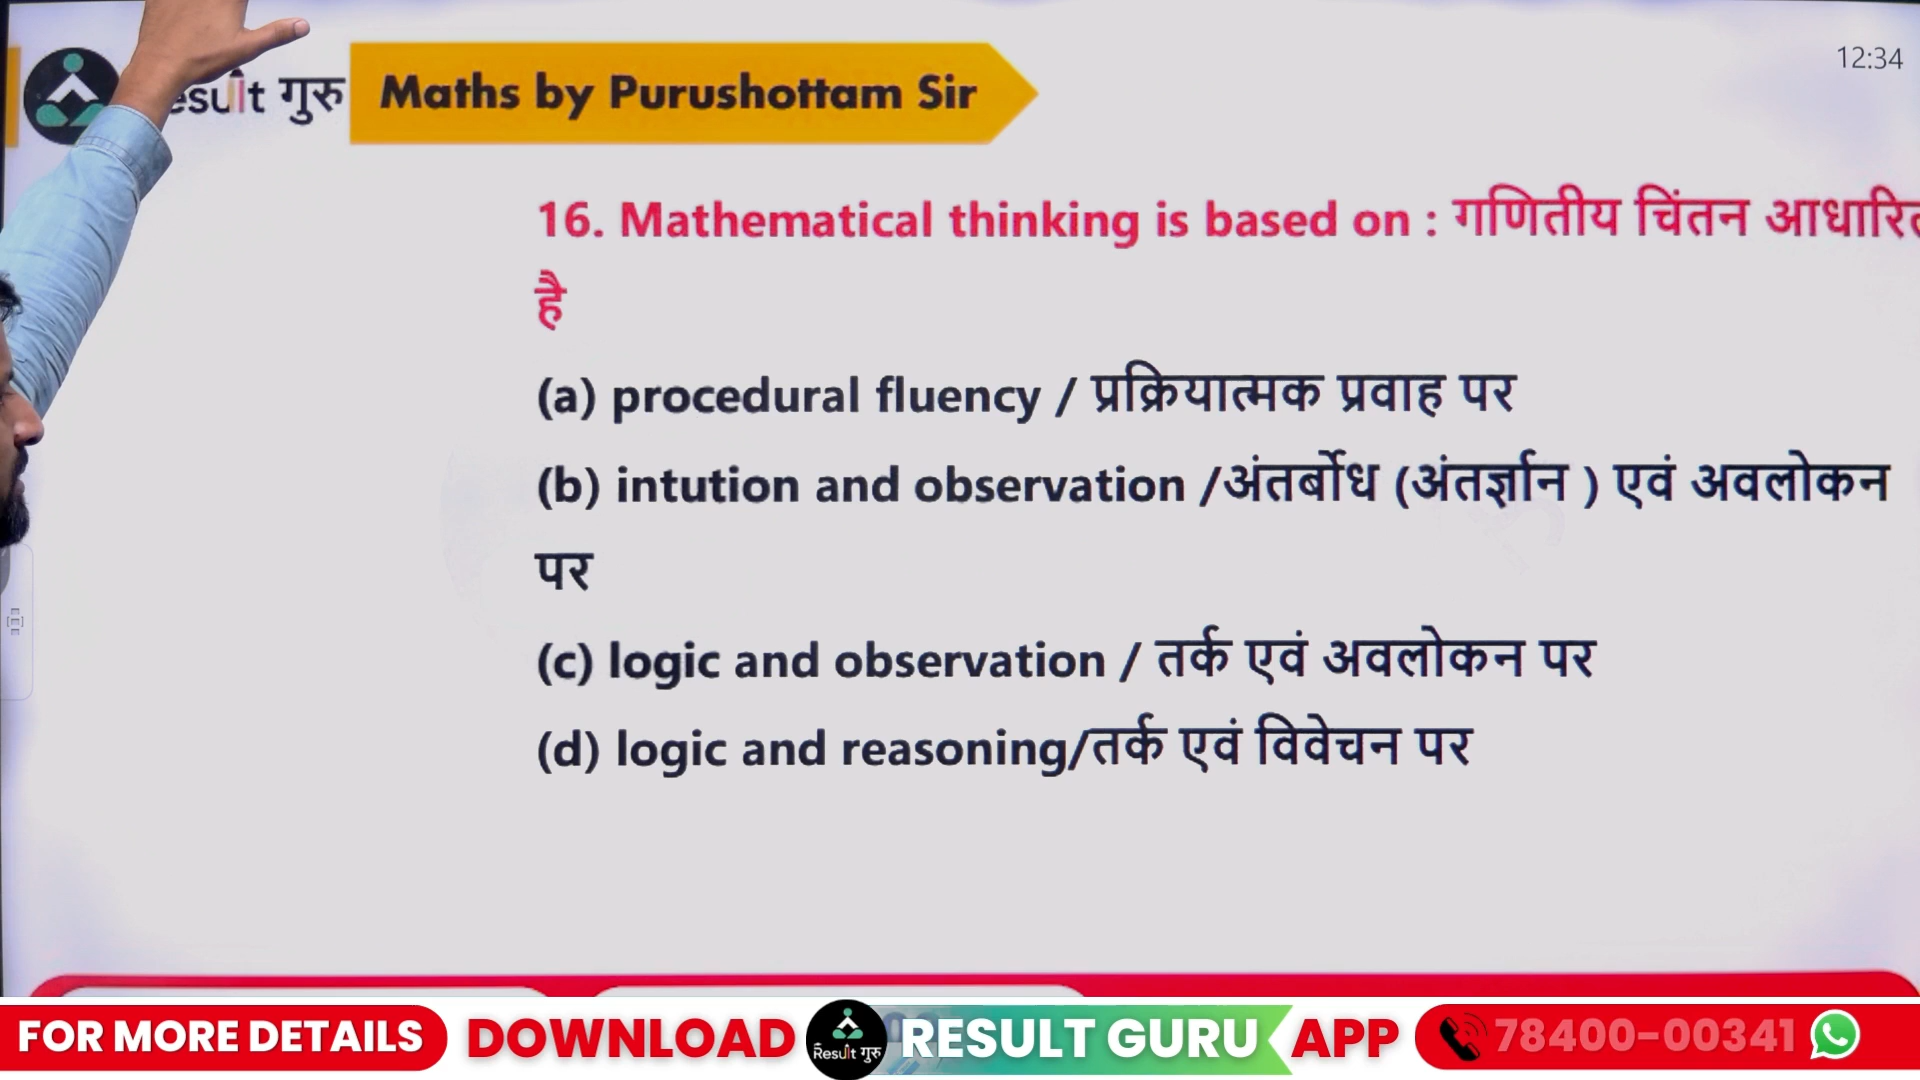 12:34
गुरु
Maths by Purushottam Sir
16. Mathematical thinking is based on : गणितीय चिंतन
है
(a) procedural fluency / प्रक्रियात्मक प्रवाह पर
(b) intution and observation /अंतर्बोध (अंतर्ज्ञान ) एवं अवलोकन
पर
(c) logic and observation / तर्क एवं अवलोकन पर
(d) logic and reasoning/तर्क एवं विवेचन पर
FOR MORE DETAILS DOWNLOAD Result गुरु RESULT GURU APP 78400-00341